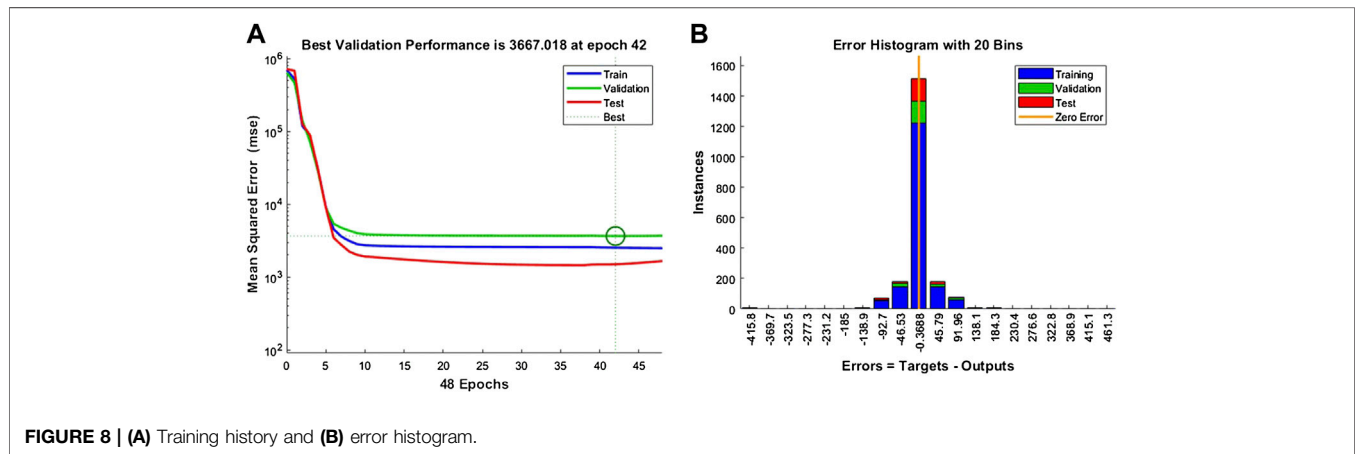 A
Best Validation Performance is 3667.018 at epoch 42
Mean Squared Error (mse)
10^6
10^5
10^4
10^3
10^2
Train
Validation
Test
Best
0 5 10 15 20 25 30 35 40 45
48 Epochs
B
Error Histogram with 20 Bins
Instances
1600
1400
1200
1000
800
600
400
200
0
Training
Validation
Test
Zero Error
-415.8
-369.7
-323.5
-277.3
-231.2
-185
-138.9
-92.7
-46.53
-0.3688
45.79
91.96
138.1
184.3
230.4
276.6
322.8
368.9
415.1
461.3
Errors = Targets - Outputs
FIGURE 8 | (A) Training history and (B) error histogram.